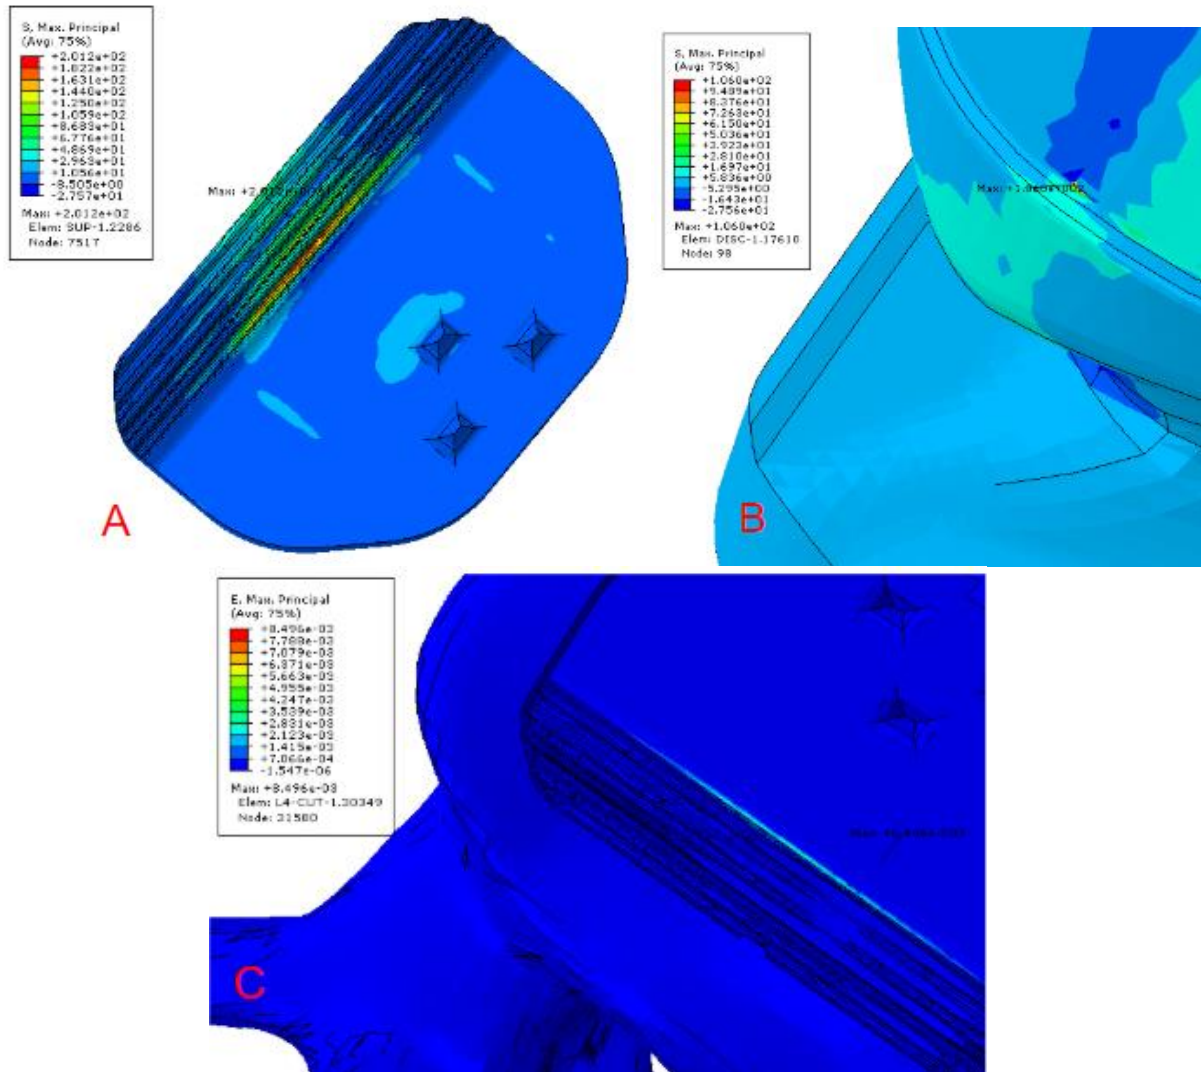 S, Max. Principal
(Avg: 75%)
+2.012e+02
+1.822e+02
+1.631e+02
+1.440e+02
+1.250e+02
+1.059e+02
+8.683e+01
+6.776e+01
+4.869e+01
+2.963e+01
+1.056e+01
-8.505e+00
-2.757e+01
Max: +2.012e+02
Elem: SUP-1.2286
Node: 7517
A
S, Max. Principal
(Avg: 75%)
+1.060e+02
+9.489e+01
+8.376e+01
+7.263e+01
+6.150e+01
+5.036e+01
+3.923e+01
+2.810e+01
+1.697e+01
+5.836e+00
-5.295e+00
-1.643e+01
-2.756e+01
Max: +1.060e+02
Elem: DISC-1.17610
Node: 98
B
E, Max. Principal
(Avg: 75%)
+8.496e-03
+7.788e-03
+7.079e-03
+6.371e-03
+5.663e-03
+4.955e-03
+4.247e-03
+3.539e-03
+2.831e-03
+2.123e-03
+1.415e-03
+7.066e-04
-1.547e-06
Max: +8.496e-03
Elem: L4-CUT-1.30349
Node: 21580
C